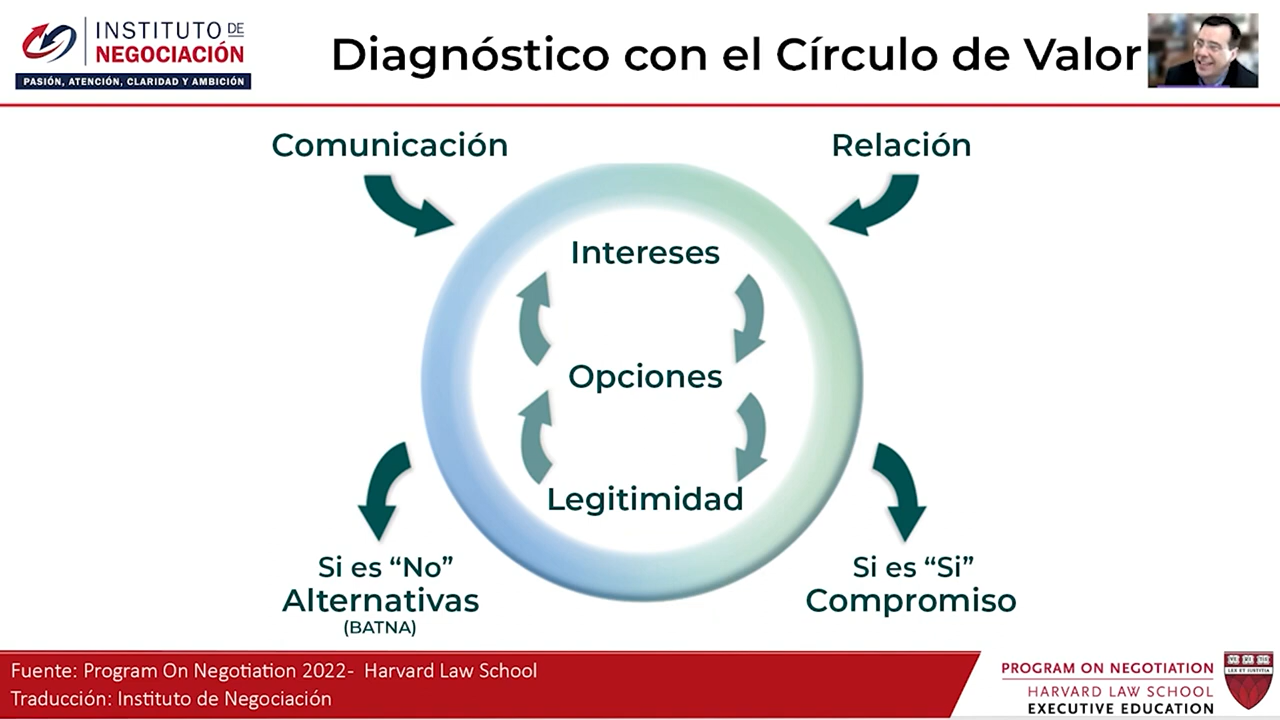 INSTITUTO DE
NEGOCIACIÓN
PASIÓN, ATENCIÓN, CLARIDAD Y AMBICIÓN
Diagnóstico con el Círculo de Valor
Comunicación
Relación
Intereses
Opciones
Legitimidad
Si es “No”
Alternativas
(BATNA)
Si es “Si”
Compromiso
Fuente: Program On Negotiation 2022- Harvard Law School
Traducción: Instituto de Negociación
PROGRAM ON NEGOTIATION
HARVARD LAW SCHOOL
EXECUTIVE EDUCATION